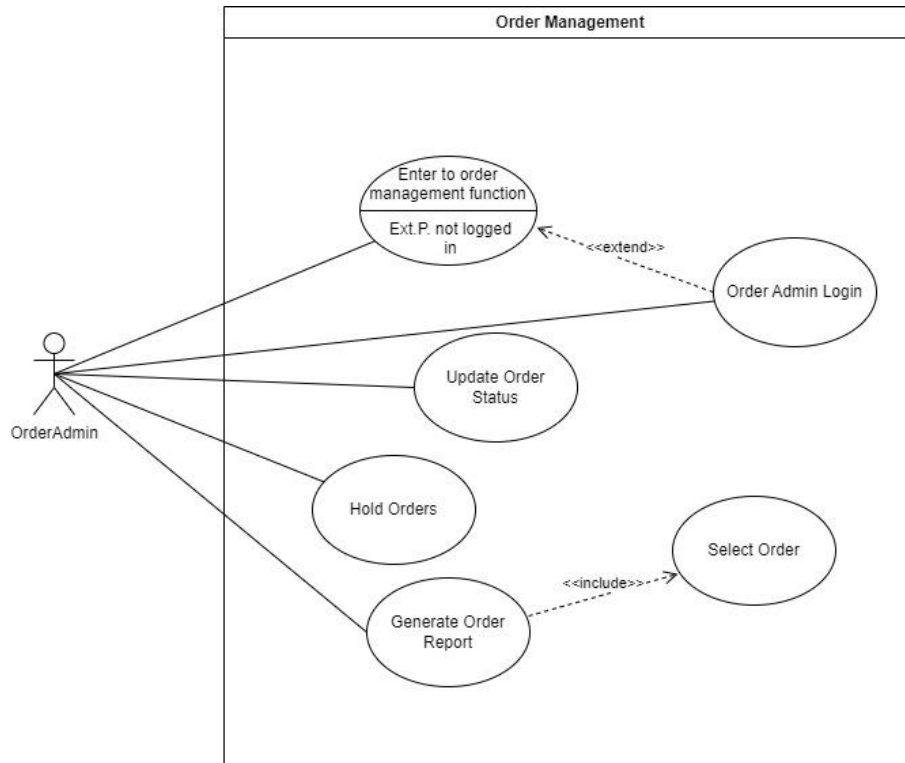 Order Management
Enter to order
management function
Ext.P. not logged
in
<<extend>>
Order Admin Login
Update Order
Status
OrderAdmin
Hold Orders
Select Order
<<include>>
Generate Order
Report